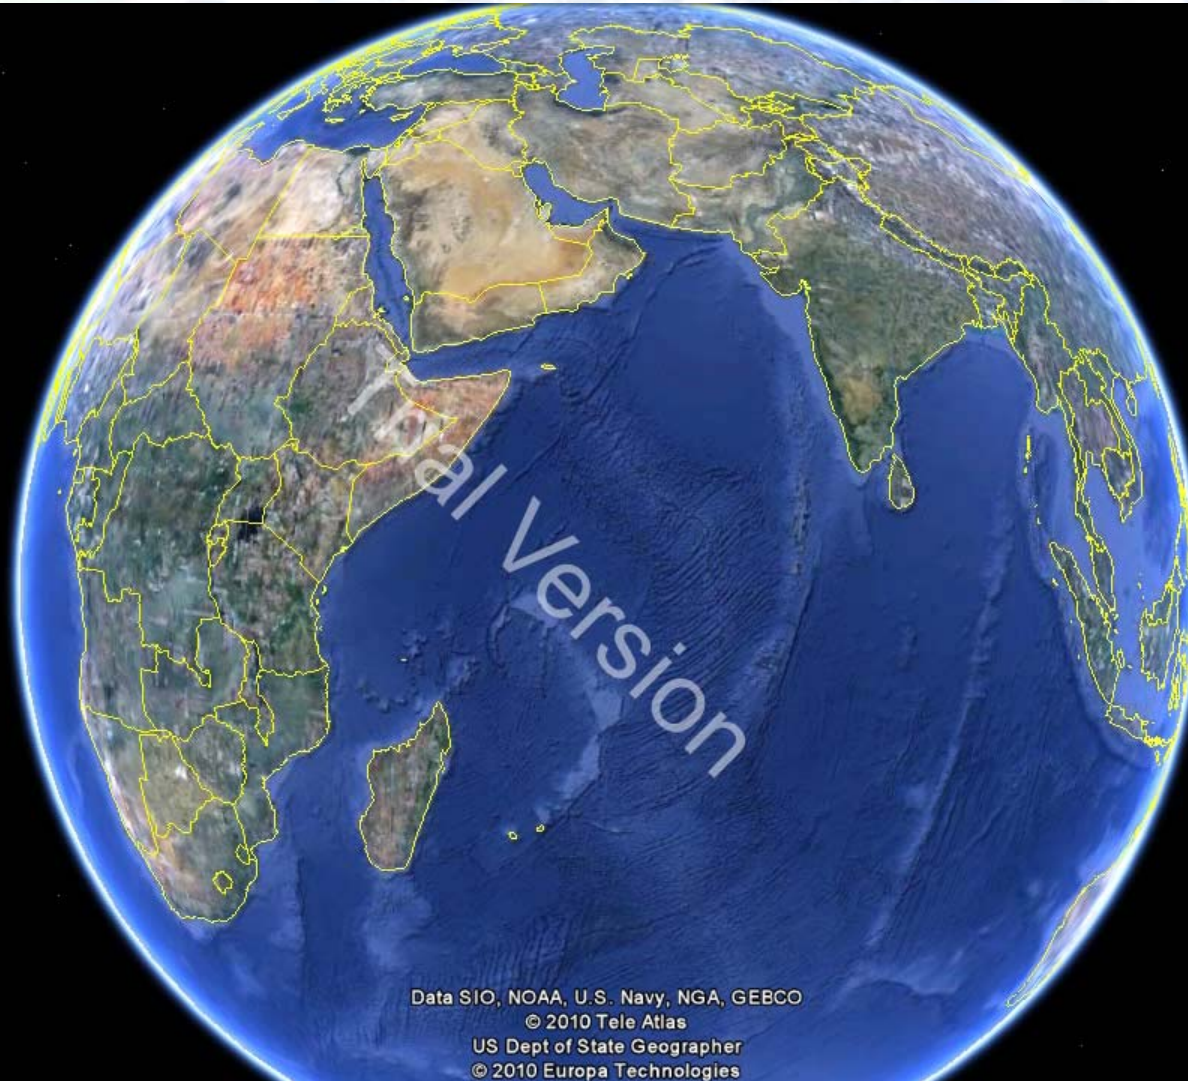 Trial Version
Data SIO, NOAA, U.S. Navy, NGA, GEBCO
© 2010 Tele Atlas
US Dept of State Geographer
© 2010 Europa Technologies